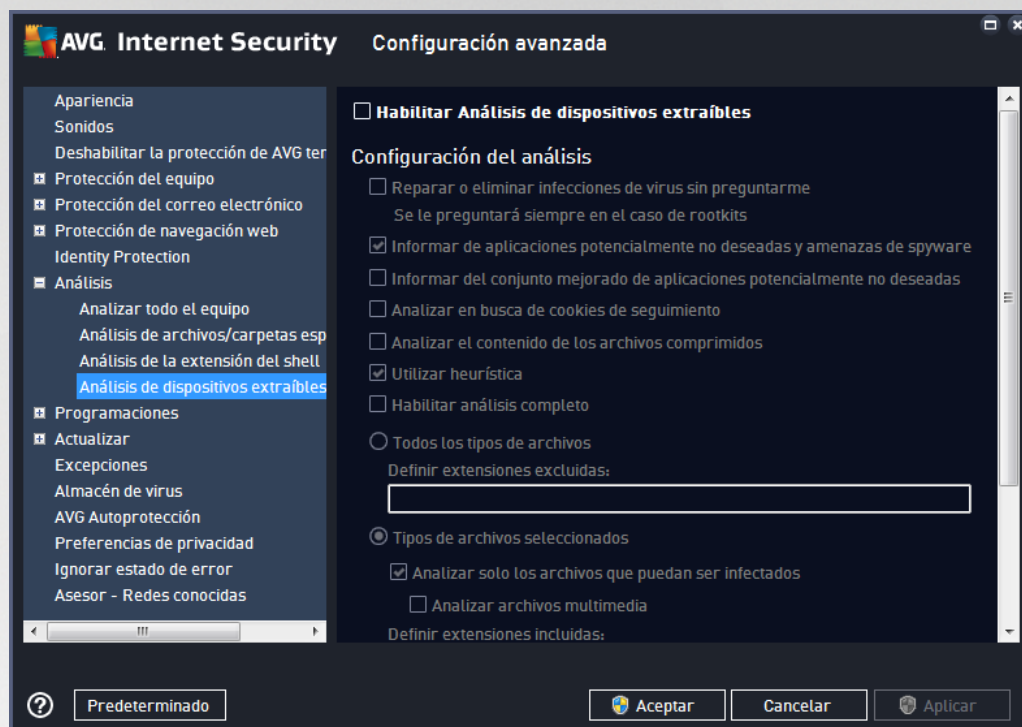 AVG Internet Security Configuración avanzada
Apariencia
Sonidos
Deshabilitar la protección de AVG ter
Protección del equipo
Protección del correo electrónico
Protección de navegación web
Identity Protection
Análisis
Analizar todo el equipo
Análisis de archivos/carpetas esp
Análisis de la extensión del shell
Análisis de dispositivos extraíbles
Programaciones
Actualizar
Excepciones
Almacén de virus
AVG Autoprotección
Preferencias de privacidad
Ignorar estado de error
Asesor - Redes conocidas
Habilitar Análisis de dispositivos extraíbles
Configuración del análisis
Reparar o eliminar infecciones de virus sin preguntarme
Se le preguntará siempre en el caso de rootkits
Informar de aplicaciones potencialmente no deseadas y amenazas de spyware
Informar del conjunto mejorado de aplicaciones potencialmente no deseadas
Analizar en busca de cookies de seguimiento
Analizar el contenido de los archivos comprimidos
Utilizar heurística
Habilitar análisis completo
Todos los tipos de archivos
Definir extensiones excluidas:
Tipos de archivos seleccionados
Analizar solo los archivos que puedan ser infectados
Analizar archivos multimedia
Definir extensiones incluidas:
? Predeterminado Aceptar Cancelar Aplicar